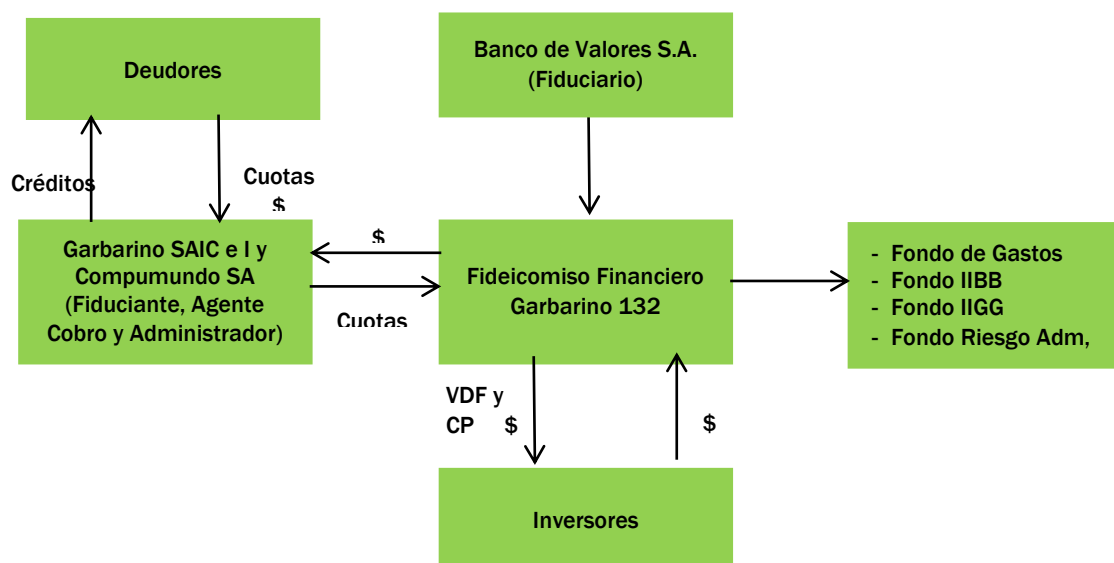 Deudores
Banco de Valores S.A.
(Fiduciario)
Créditos
Cuotas
$
Garbarino SAIC e I y
Compumundo SA
(Fiduciante, Agente
Cobro y Administrador)
$
Cuotas
Fideicomiso Financiero
Garbarino 132
- Fondo de Gastos
- Fondo IIBB
- Fondo IIGG
- Fondo Riesgo Adm,
VDF y
CP $
$
Inversores